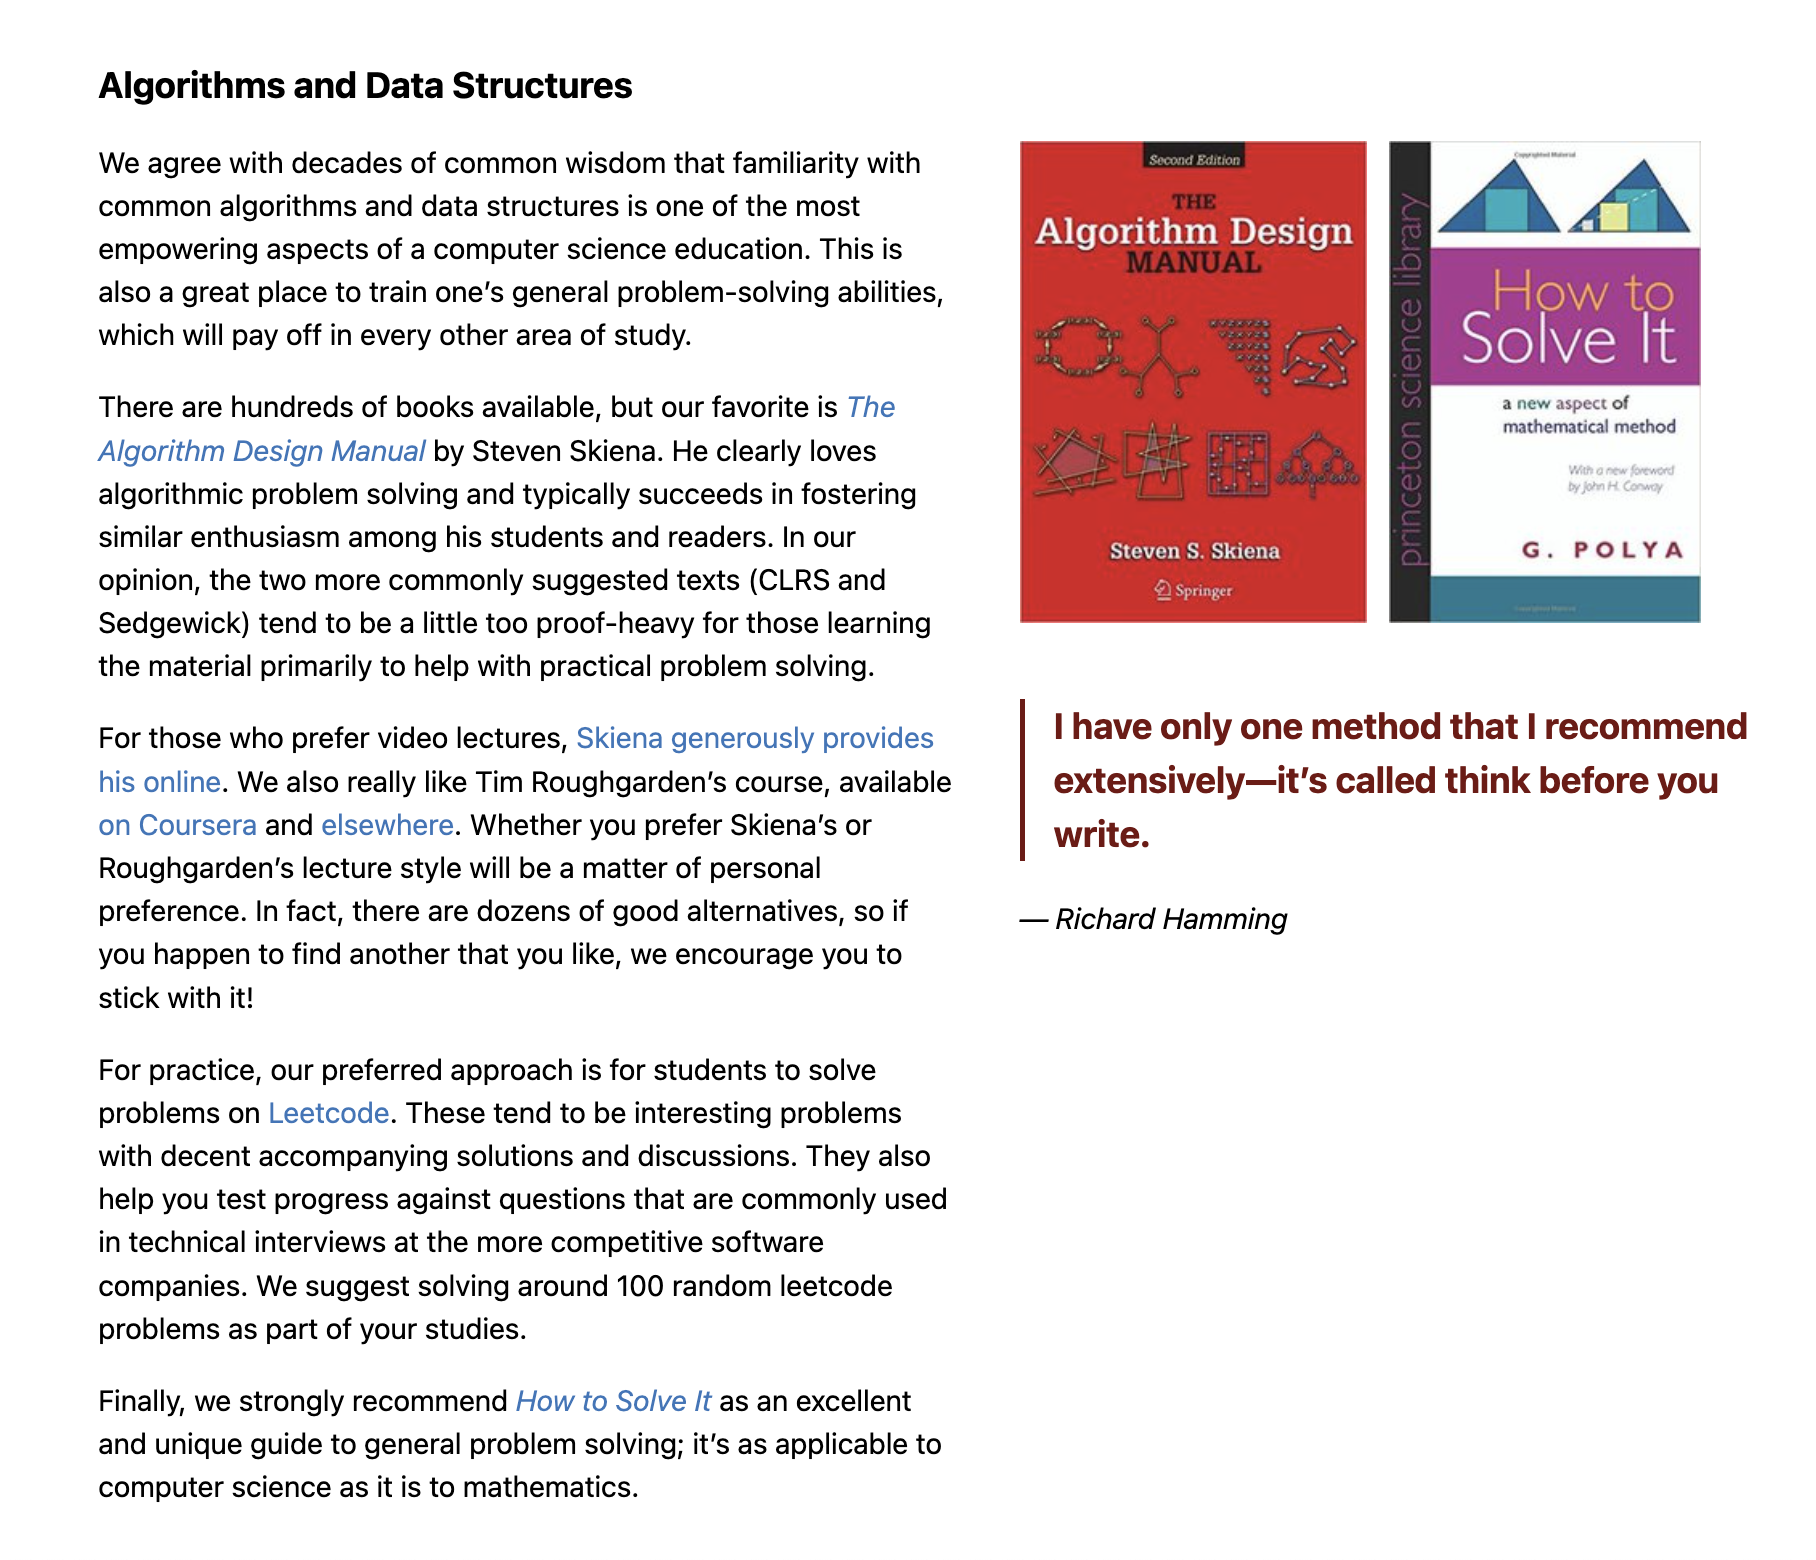 Algorithms and Data Structures
We agree with decades of common wisdom that familiarity with
common algorithms and data structures is one of the most
empowering aspects of a computer science education. This is
also a great place to train one’s general problem-solving abilities,
which will pay off in every other area of study.
There are hundreds of books available, but our favorite is The
Algorithm Design Manual by Steven Skiena. He clearly loves
algorithmic problem solving and typically succeeds in fostering
similar enthusiasm among his students and readers. In our
opinion, the two more commonly suggested texts (CLRS and
Sedgewick) tend to be a little too proof-heavy for those learning
the material primarily to help with practical problem solving.
For those who prefer video lectures, Skiena generously provides
his online. We also really like Tim Roughgarden’s course, available
on Coursera and elsewhere. Whether you prefer Skiena’s or
Roughgarden’s lecture style will be a matter of personal
preference. In fact, there are dozens of good alternatives, so if
you happen to find another that you like, we encourage you to
stick with it!
For practice, our preferred approach is for students to solve
problems on Leetcode. These tend to be interesting problems
with decent accompanying solutions and discussions. They also
help you test progress against questions that are commonly used
in technical interviews at the more competitive software
companies. We suggest solving around 100 random leetcode
problems as part of your studies.
Finally, we strongly recommend How to Solve It as an excellent
and unique guide to general problem solving; it’s as applicable to
computer science as it is to mathematics.
Second Edition
THE
Algorithm Design
MANUAL
Steven S. Skiena
Springer
princeton science library
Copyrighted Material
How to
Solve It
a new aspect of
mathematical method
With a new foreword
by John H. Conway
G. POLYA
Copyrighted Material
I have only one method that I recommend
extensively—it’s called think before you
write.
— Richard Hamming